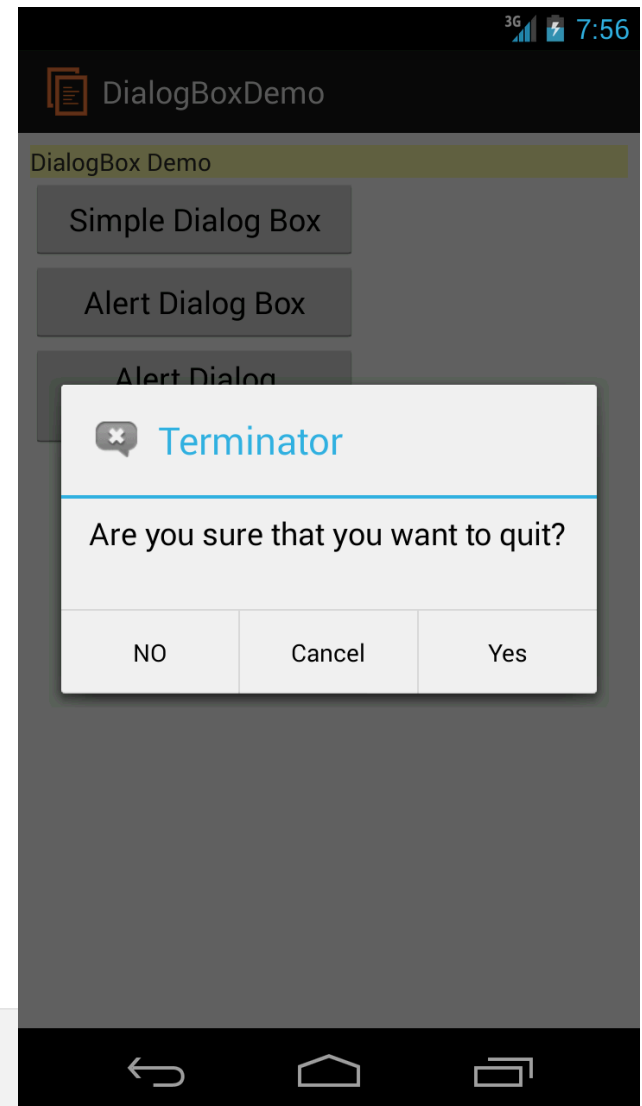 3G 7:56
DialogBoxDemo
DialogBox Demo
Simple Dialog Box
Alert Dialog Box
Alert Dialog
Terminator
Are you sure that you want to quit?
NO Cancel Yes